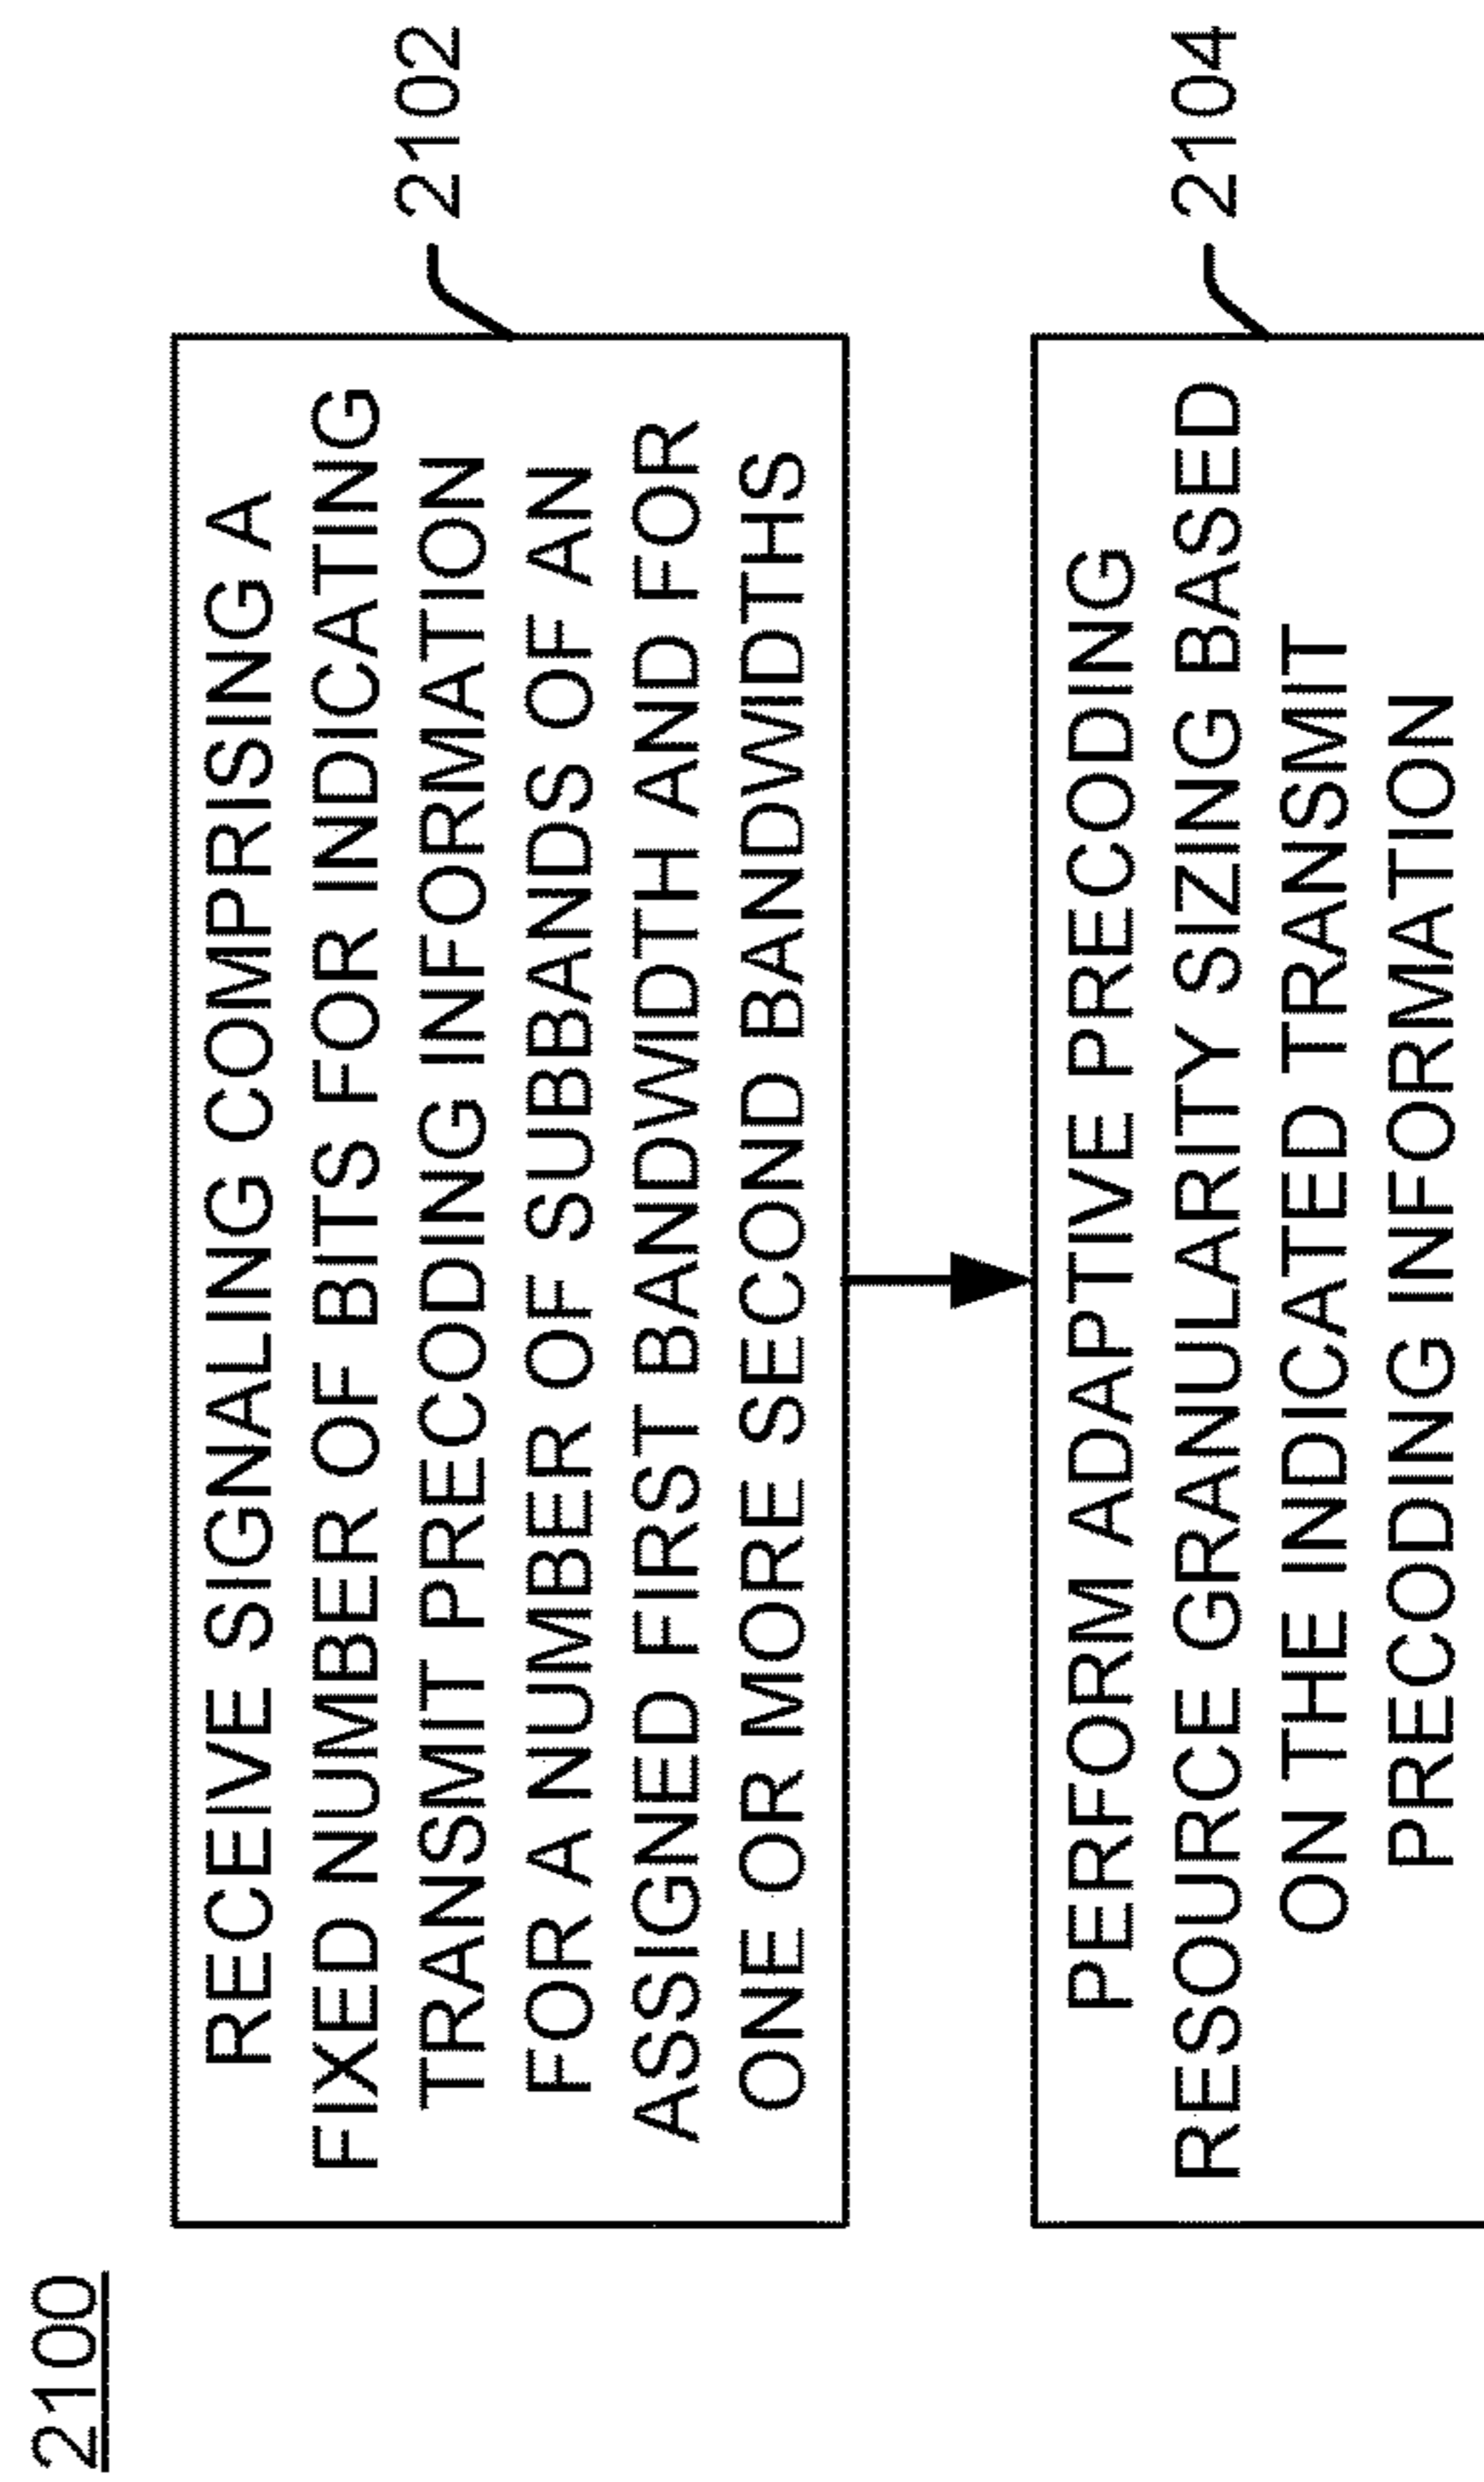 2100
RECEIVE SIGNALING COMPRISING A
FIXED NUMBER OF BITS FOR INDICATING
TRANSMIT PRECODING INFORMATION
FOR A NUMBER OF SUBBANDS OF AN
ASSIGNED FIRST BANDWIDTH AND FOR
ONE OR MORE SECOND BANDWIDTHS
2102
PERFORM ADAPTIVE PRECODING
RESOURCE GRANULARITY SIZING BASED
ON THE INDICATED TRANSMIT
PRECODING INFORMATION
2104